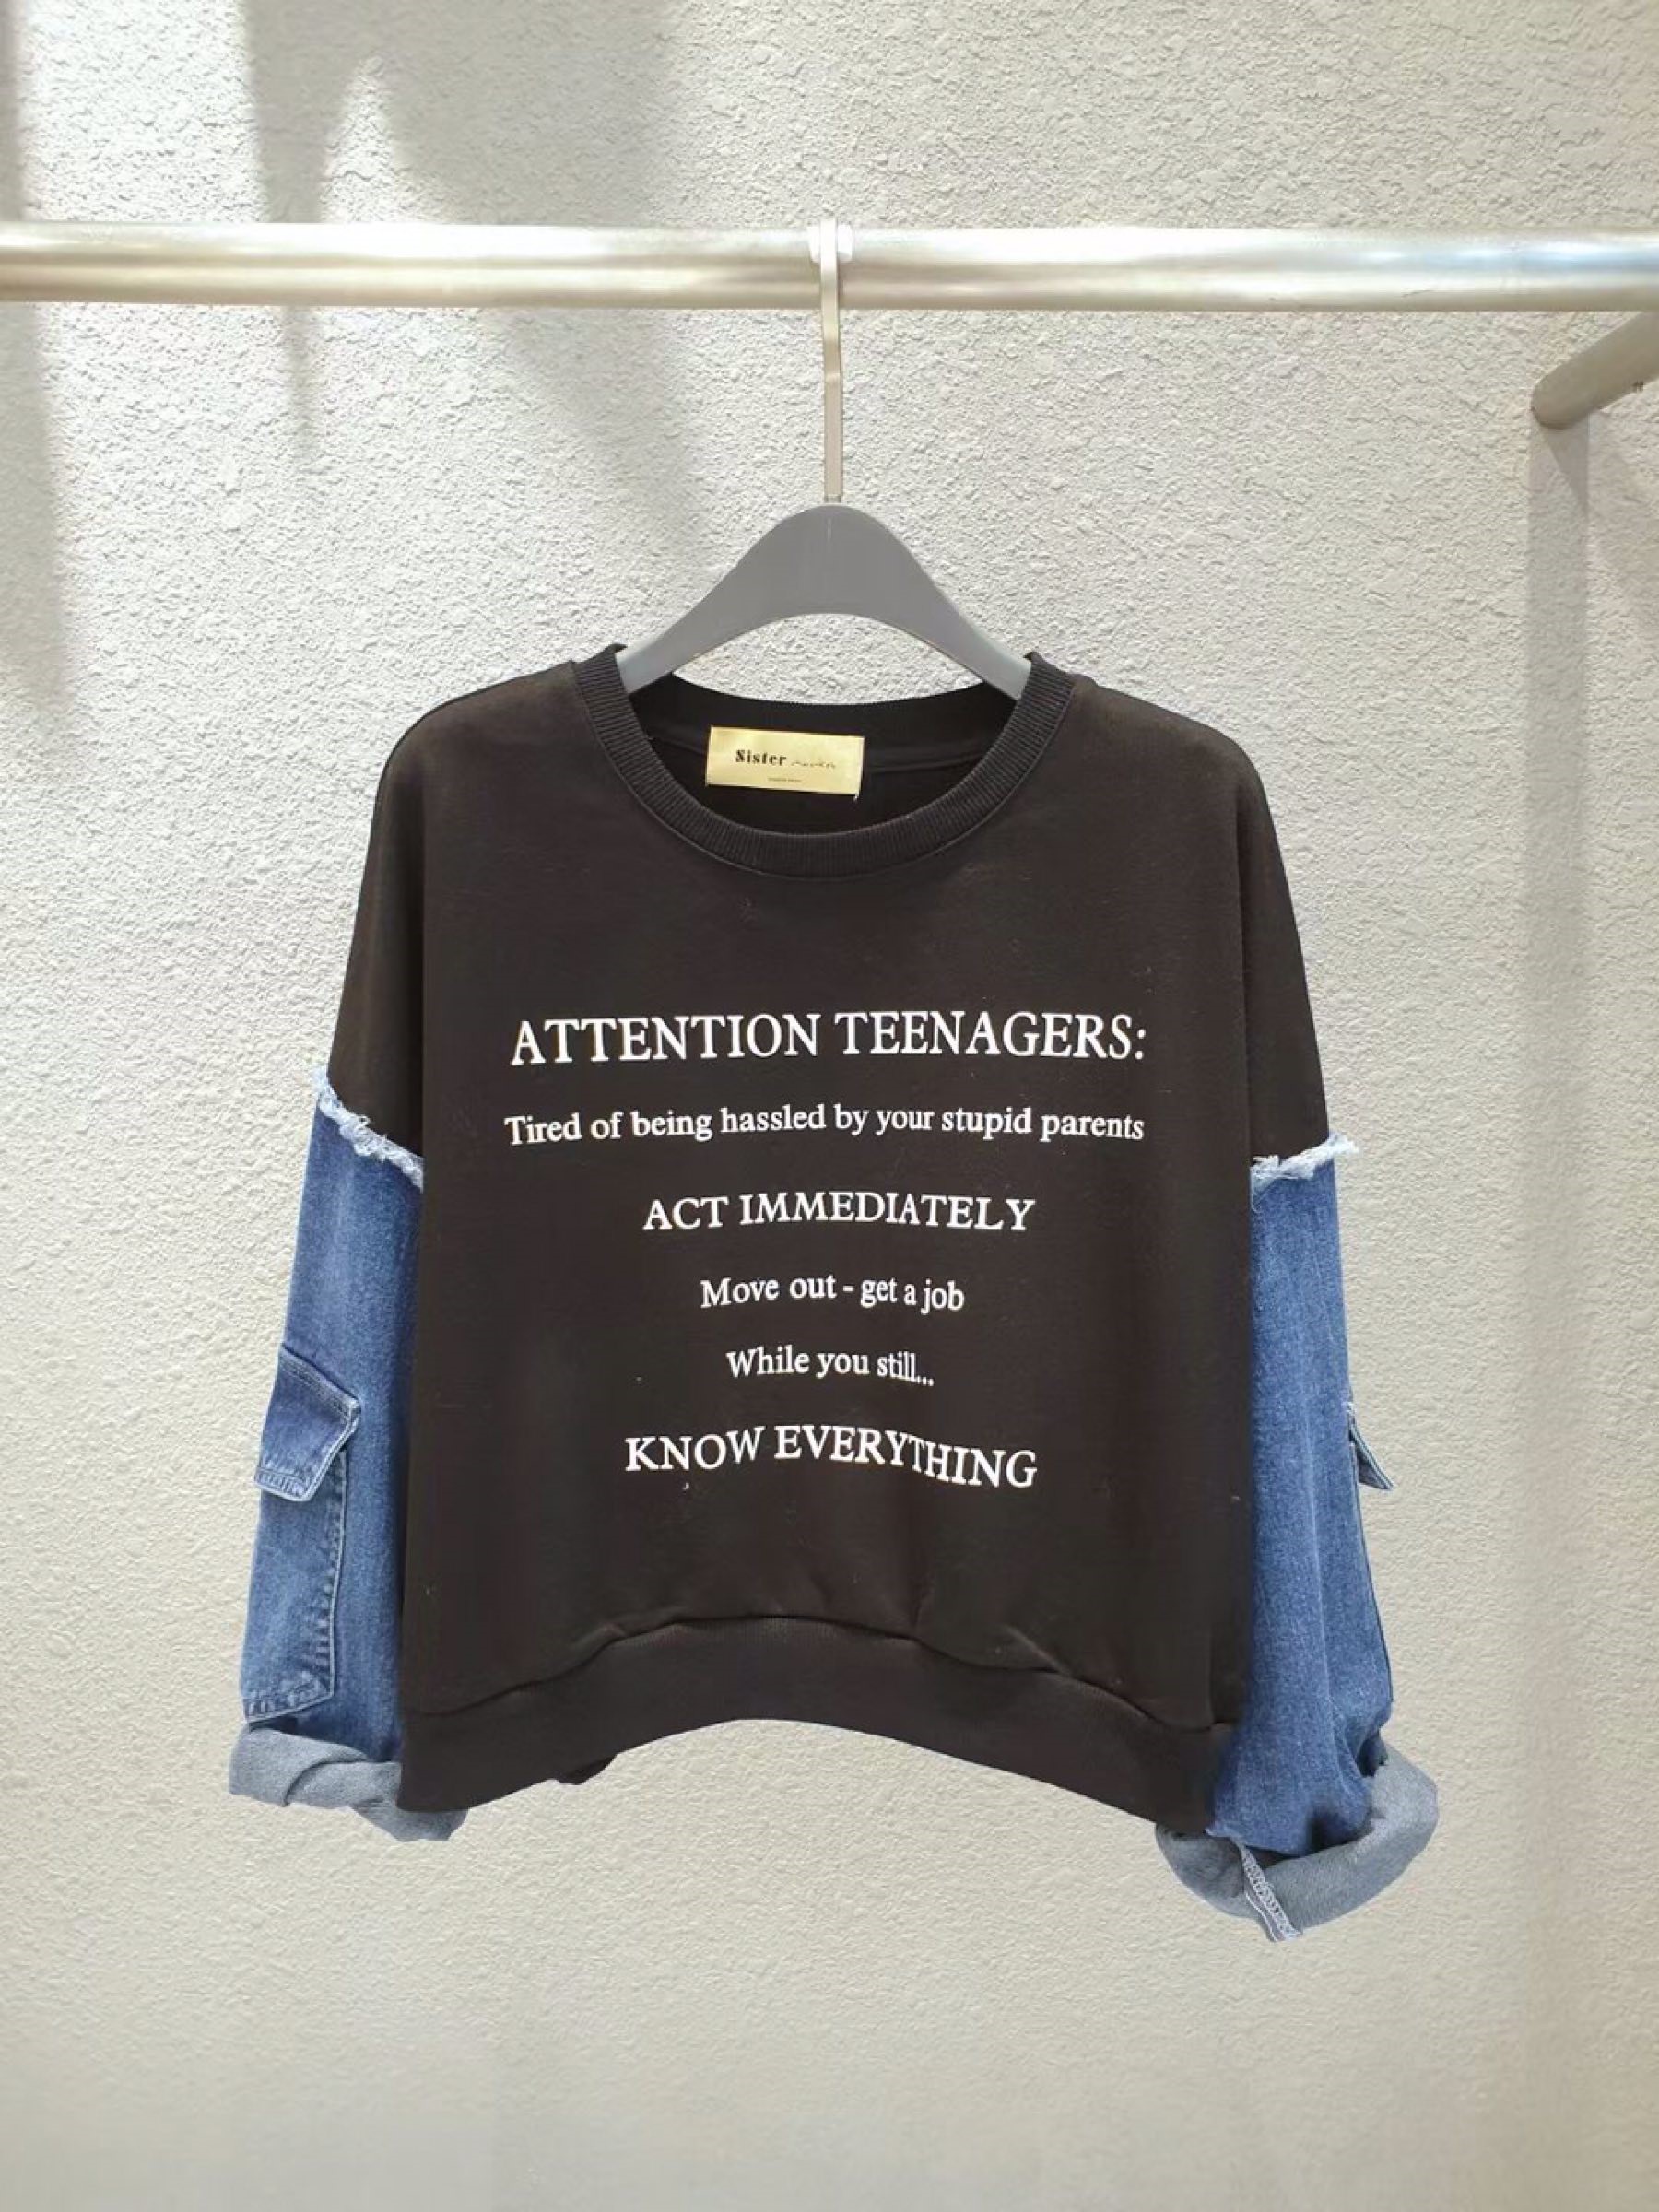 Sister
ATTENTION TEENAGERS:
Tired of being hassled by your stupid parents
ACT IMMEDIATELY
Move out - get a job
While you still...
KNOW EVERYTHING